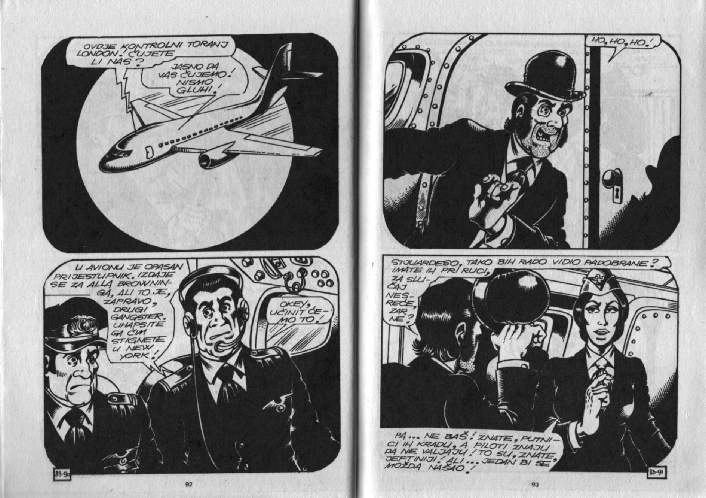 OVDJE KONTROLNI TORANJ
LONDON! ČUJETE
LI NAS?
JASNO DA
VAS ČUJEMO!
NISMO
GLUHI!
U AVIONU JE OPASAN
PRIJESTUPNIK. IZDAJE
SE ZA ALLA BROWNIN-
GA, ALI TO JE,
ZAPRAVO,
DRUGI
GANGSTER.
UHAPSITE
GA ČIM
STIGNETE
U NEW
YORK!
OKEY,
UČINIT ĆE-
MO TO!
92
HO, HO, HO!
STJUARDESO, TAKO BIH RADO VIDIO PADOBRANE?
IMATE IH PRI RUCI,
ZA SLU-
ČAJ
NES-
REĆE,
ZAR
NE?
PA... NE BAŠ! ZNATE, PUTNI-
CI IH KRADU, A PILOTI ZNAJU
DA NE VALJAJU! TO SU, ZNATE,
JEFTINIJI! ALI... JEDAN BI SE
MOŽDA NAŠAO!
93